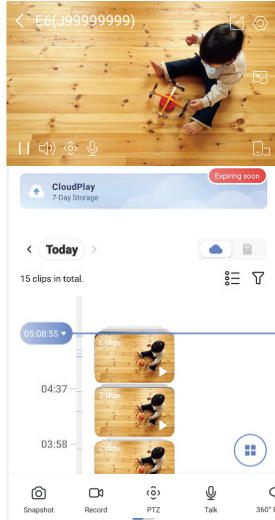 E6(J99999999)
Expiring soon
CloudPlay
7-Day Storage
Today
15 clips in total.
05:08:55
6 clips
04:37
3 clips
03:58
2 clips
Snapshot
Record
PTZ
Talk
360°